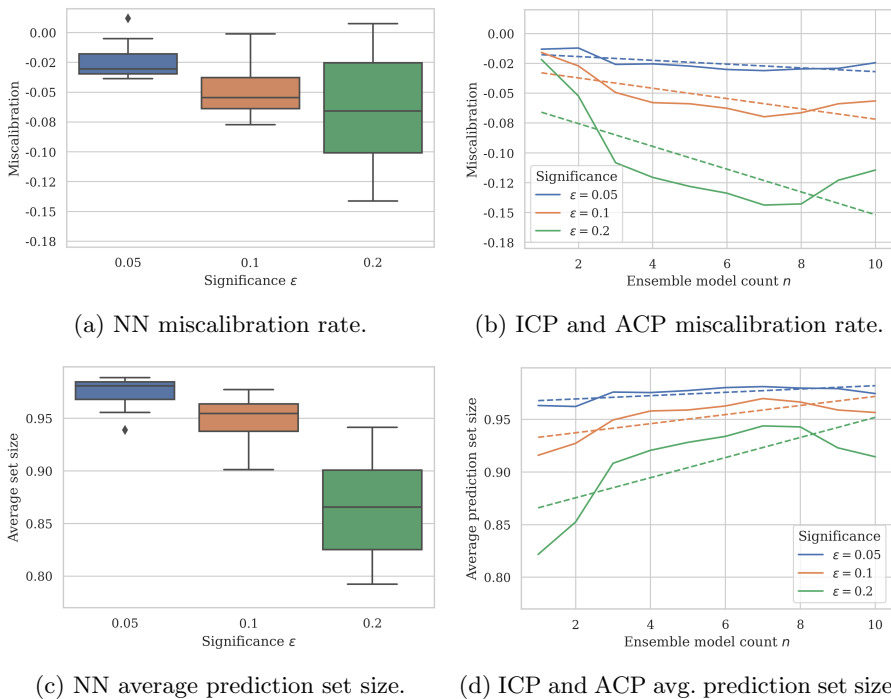 0.00
-0.02
-0.05
-0.08
-0.10
-0.12
-0.15
-0.18
Miscalibration
0.05
0.1
0.2
Significance ε
(a) NN miscalibration rate.
0.00
-0.02
-0.05
-0.08
-0.10
-0.12
-0.15
-0.18
Miscalibration
Significance
ε = 0.05
ε = 0.1
ε = 0.2
2
4
6
8
10
Ensemble model count n
(b) ICP and ACP miscalibration rate.
0.95
0.90
0.85
0.80
Average set size
0.05
0.1
0.2
Significance ε
(c) NN average prediction set size.
0.95
0.90
0.85
0.80
Average prediction set size
Significance
ε = 0.05
ε = 0.1
ε = 0.2
2
4
6
8
10
Ensemble model count n
(d) ICP and ACP avg. prediction set size